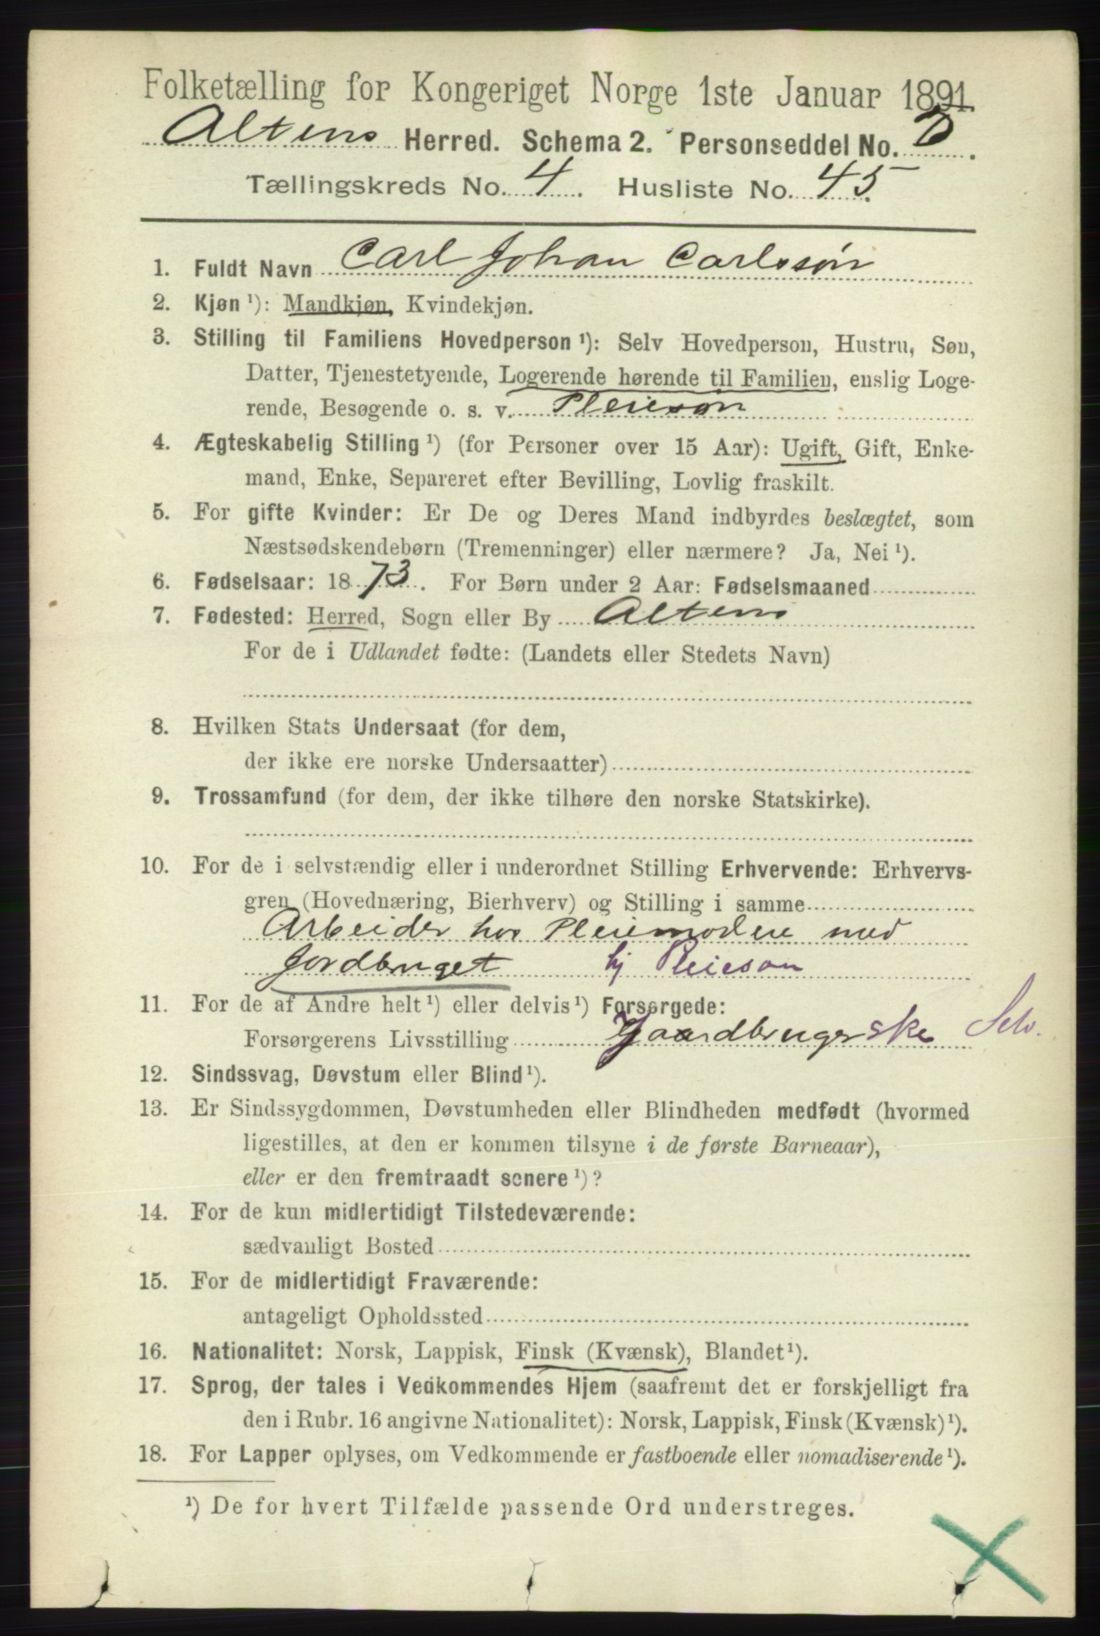 Folketælling for Kongeriget Norge 1ste Januar 1891.
Altens Herred. Schema 2. Personseddel No.
Tællingskreds No. 4. Husliste No. 45.
1. Fuldt Navn Carl Johan Carlssøn
2. Kjøn ¹): Mandkjøn, Kvindekjøn.
3. Stilling til Familiens Hovedperson ¹): Selv Hovedperson, Hustru, Søn,
Datter, Tjenestetyende, Logerende hørende til Familien, enslig Loge-
rende, Besøgende o. s. v. Pleiesøn
4. Ægteskabelig Stilling ¹) (for Personer over 15 Aar): Ugift, Gift, Enke-
mand, Enke, Separeret efter Bevilling, Lovlig fraskilt.
5. For gifte Kvinder: Er De og Deres Mand indbyrdes beslægtet, som
Næstsødskendebørn (Tremenninger) eller nærmere? Ja, Nei ¹).
6. Fødselsaar: 1873. For Børn under 2 Aar: Fødselsmaaned
7. Fødested: Herred, Sogn eller By Altens
For de i Udlandet fødte: (Landets eller Stedets Navn)
8. Hvilken Stats Undersaat (for dem,
der ikke ere norske Undersaatter)
9. Trossamfund (for dem, der ikke tilhøre den norske Statskirke).
10. For de i selvstændig eller i underordnet Stilling Erhvervende: Erhvervs-
gren (Hovednæring, Bierhverv) og Stilling i samme
Arbeider hos Pleiemodere med
Jordbruget hj Pleiesøn
11. For de af Andre helt ¹) eller delvis ¹) Forsørgede:
Forsørgerens Livsstilling Gaardbrugerske Selv.
12. Sindssvag, Døvstum eller Blind ¹).
13. Er Sindssygdommen, Døvstumheden eller Blindheden medfødt (hvormed
ligestilles, at den er kommen tilsyne i de første Barneaar),
eller er den fremtraadt senere ¹)?
14. For de kun midlertidigt Tilstedeværende:
sædvanligt Bosted
15. For de midlertidigt Fraværende:
antageligt Opholdssted
16. Nationalitet: Norsk, Lappisk, Finsk (Kvænsk), Blandet ¹).
17. Sprog, der tales i Vedkommendes Hjem (saafremt det er forskjelligt fra
den i Rubr. 16 angivne Nationalitet): Norsk, Lappisk, Finsk (Kvænsk) ¹).
18. For Lapper oplyses, om Vedkommende er fastboende eller nomadiserende ¹).
¹) De for hvert Tilfælde passende Ord understreges.